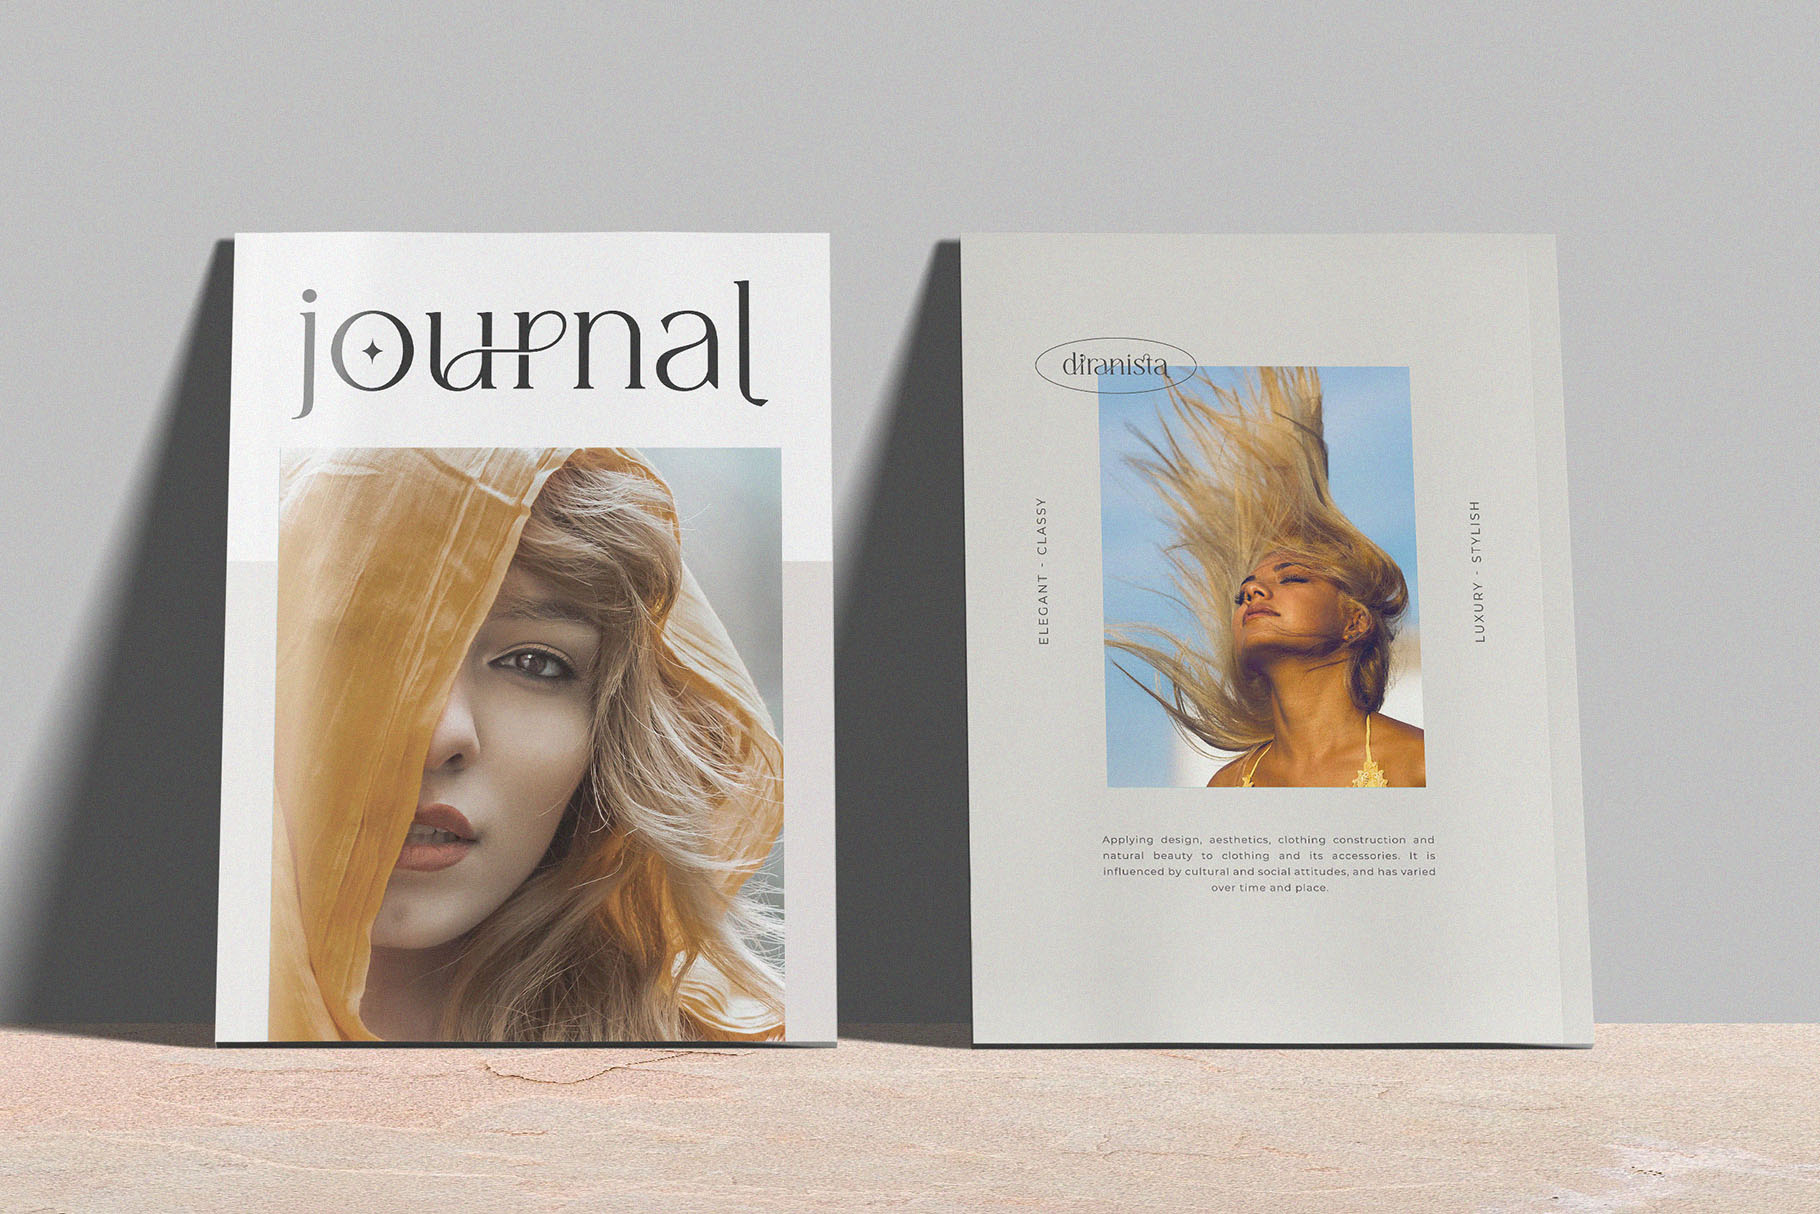 journal
diranista
ELEGANT - CLASSY
LUXURY - STYLISH
Applying design, aesthetics, clothing construction and
natural beauty to clothing and its accessories. It is
influenced by cultural and social attitudes, and has varied
over time and place.